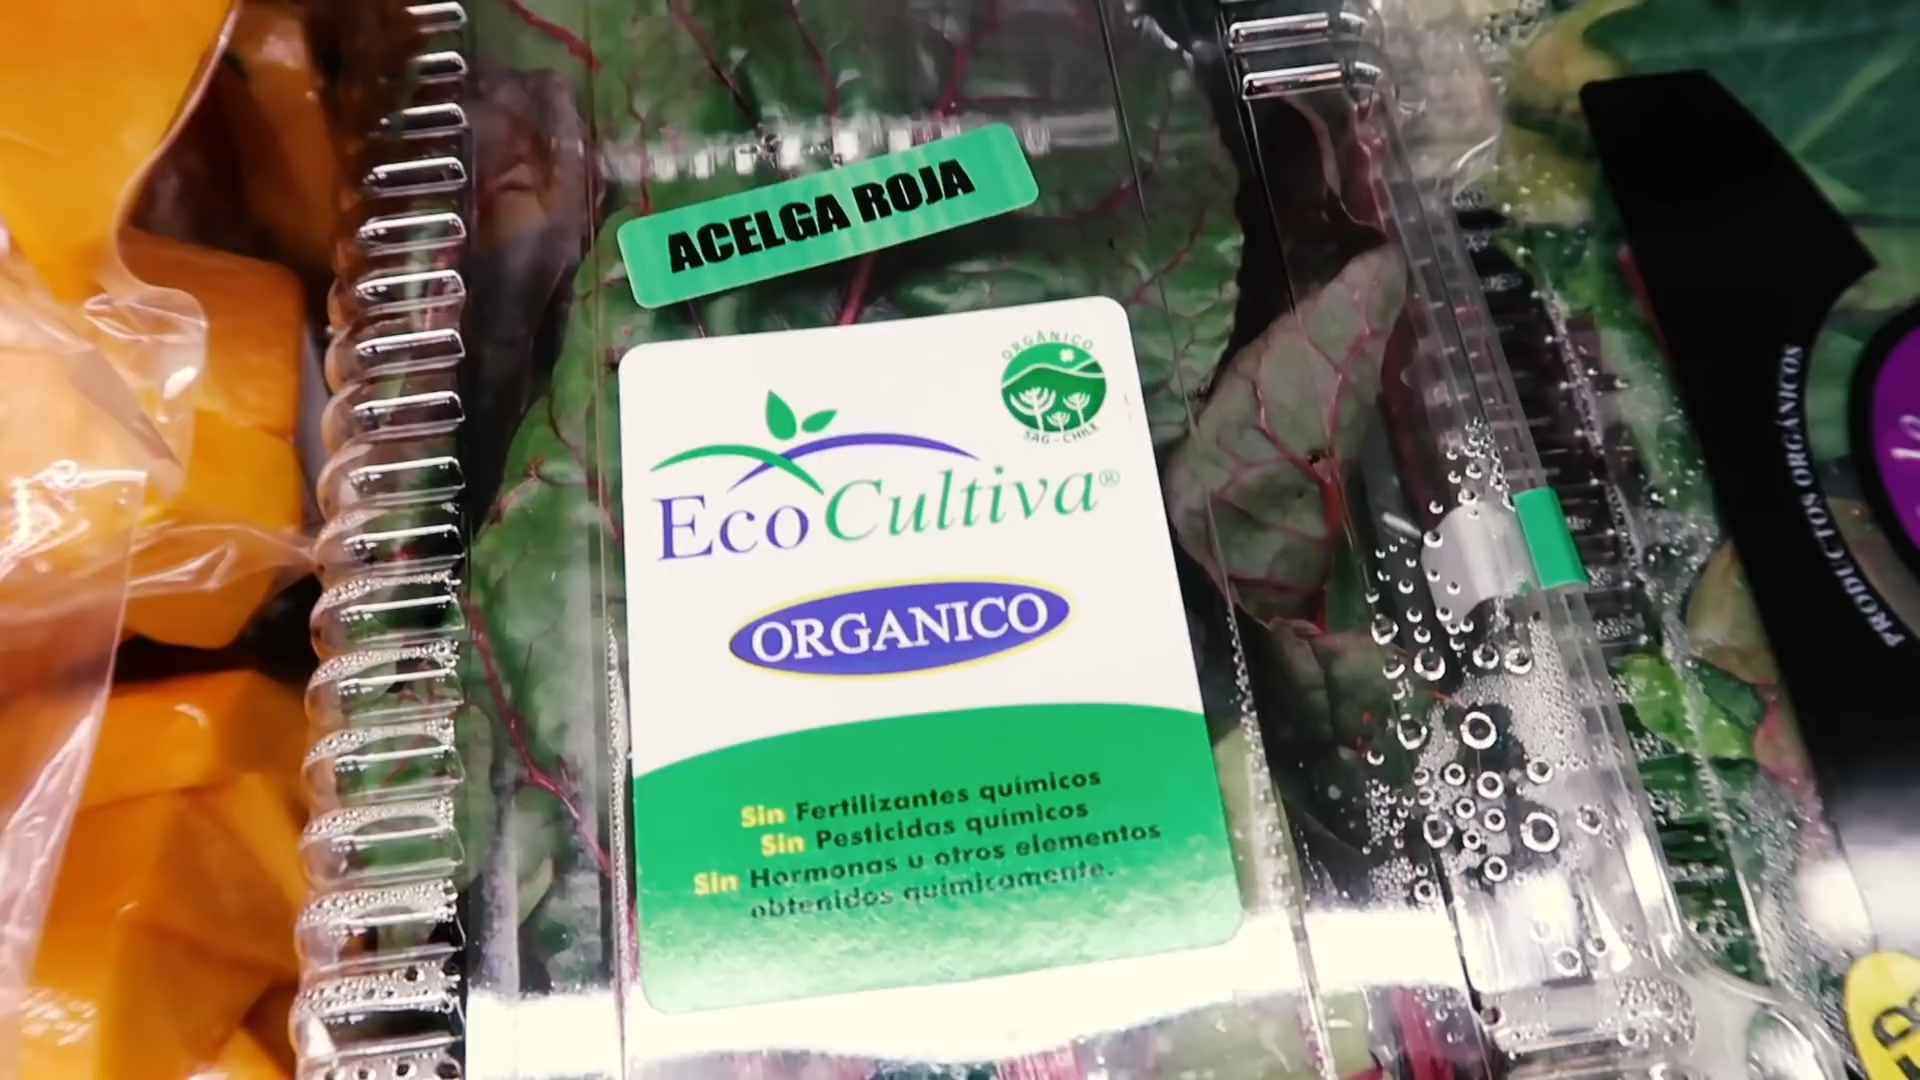 ACELGA ROJA
ORGÁNICO
SAG - CHILE
EcoCultiva®
ORGANICO
Sin Fertilizantes químicos
Sin Pesticidas químicos
Sin Hormonas u otros elementos
obtenidos químicamente.
PRODUCTOS ORGÁNICOS